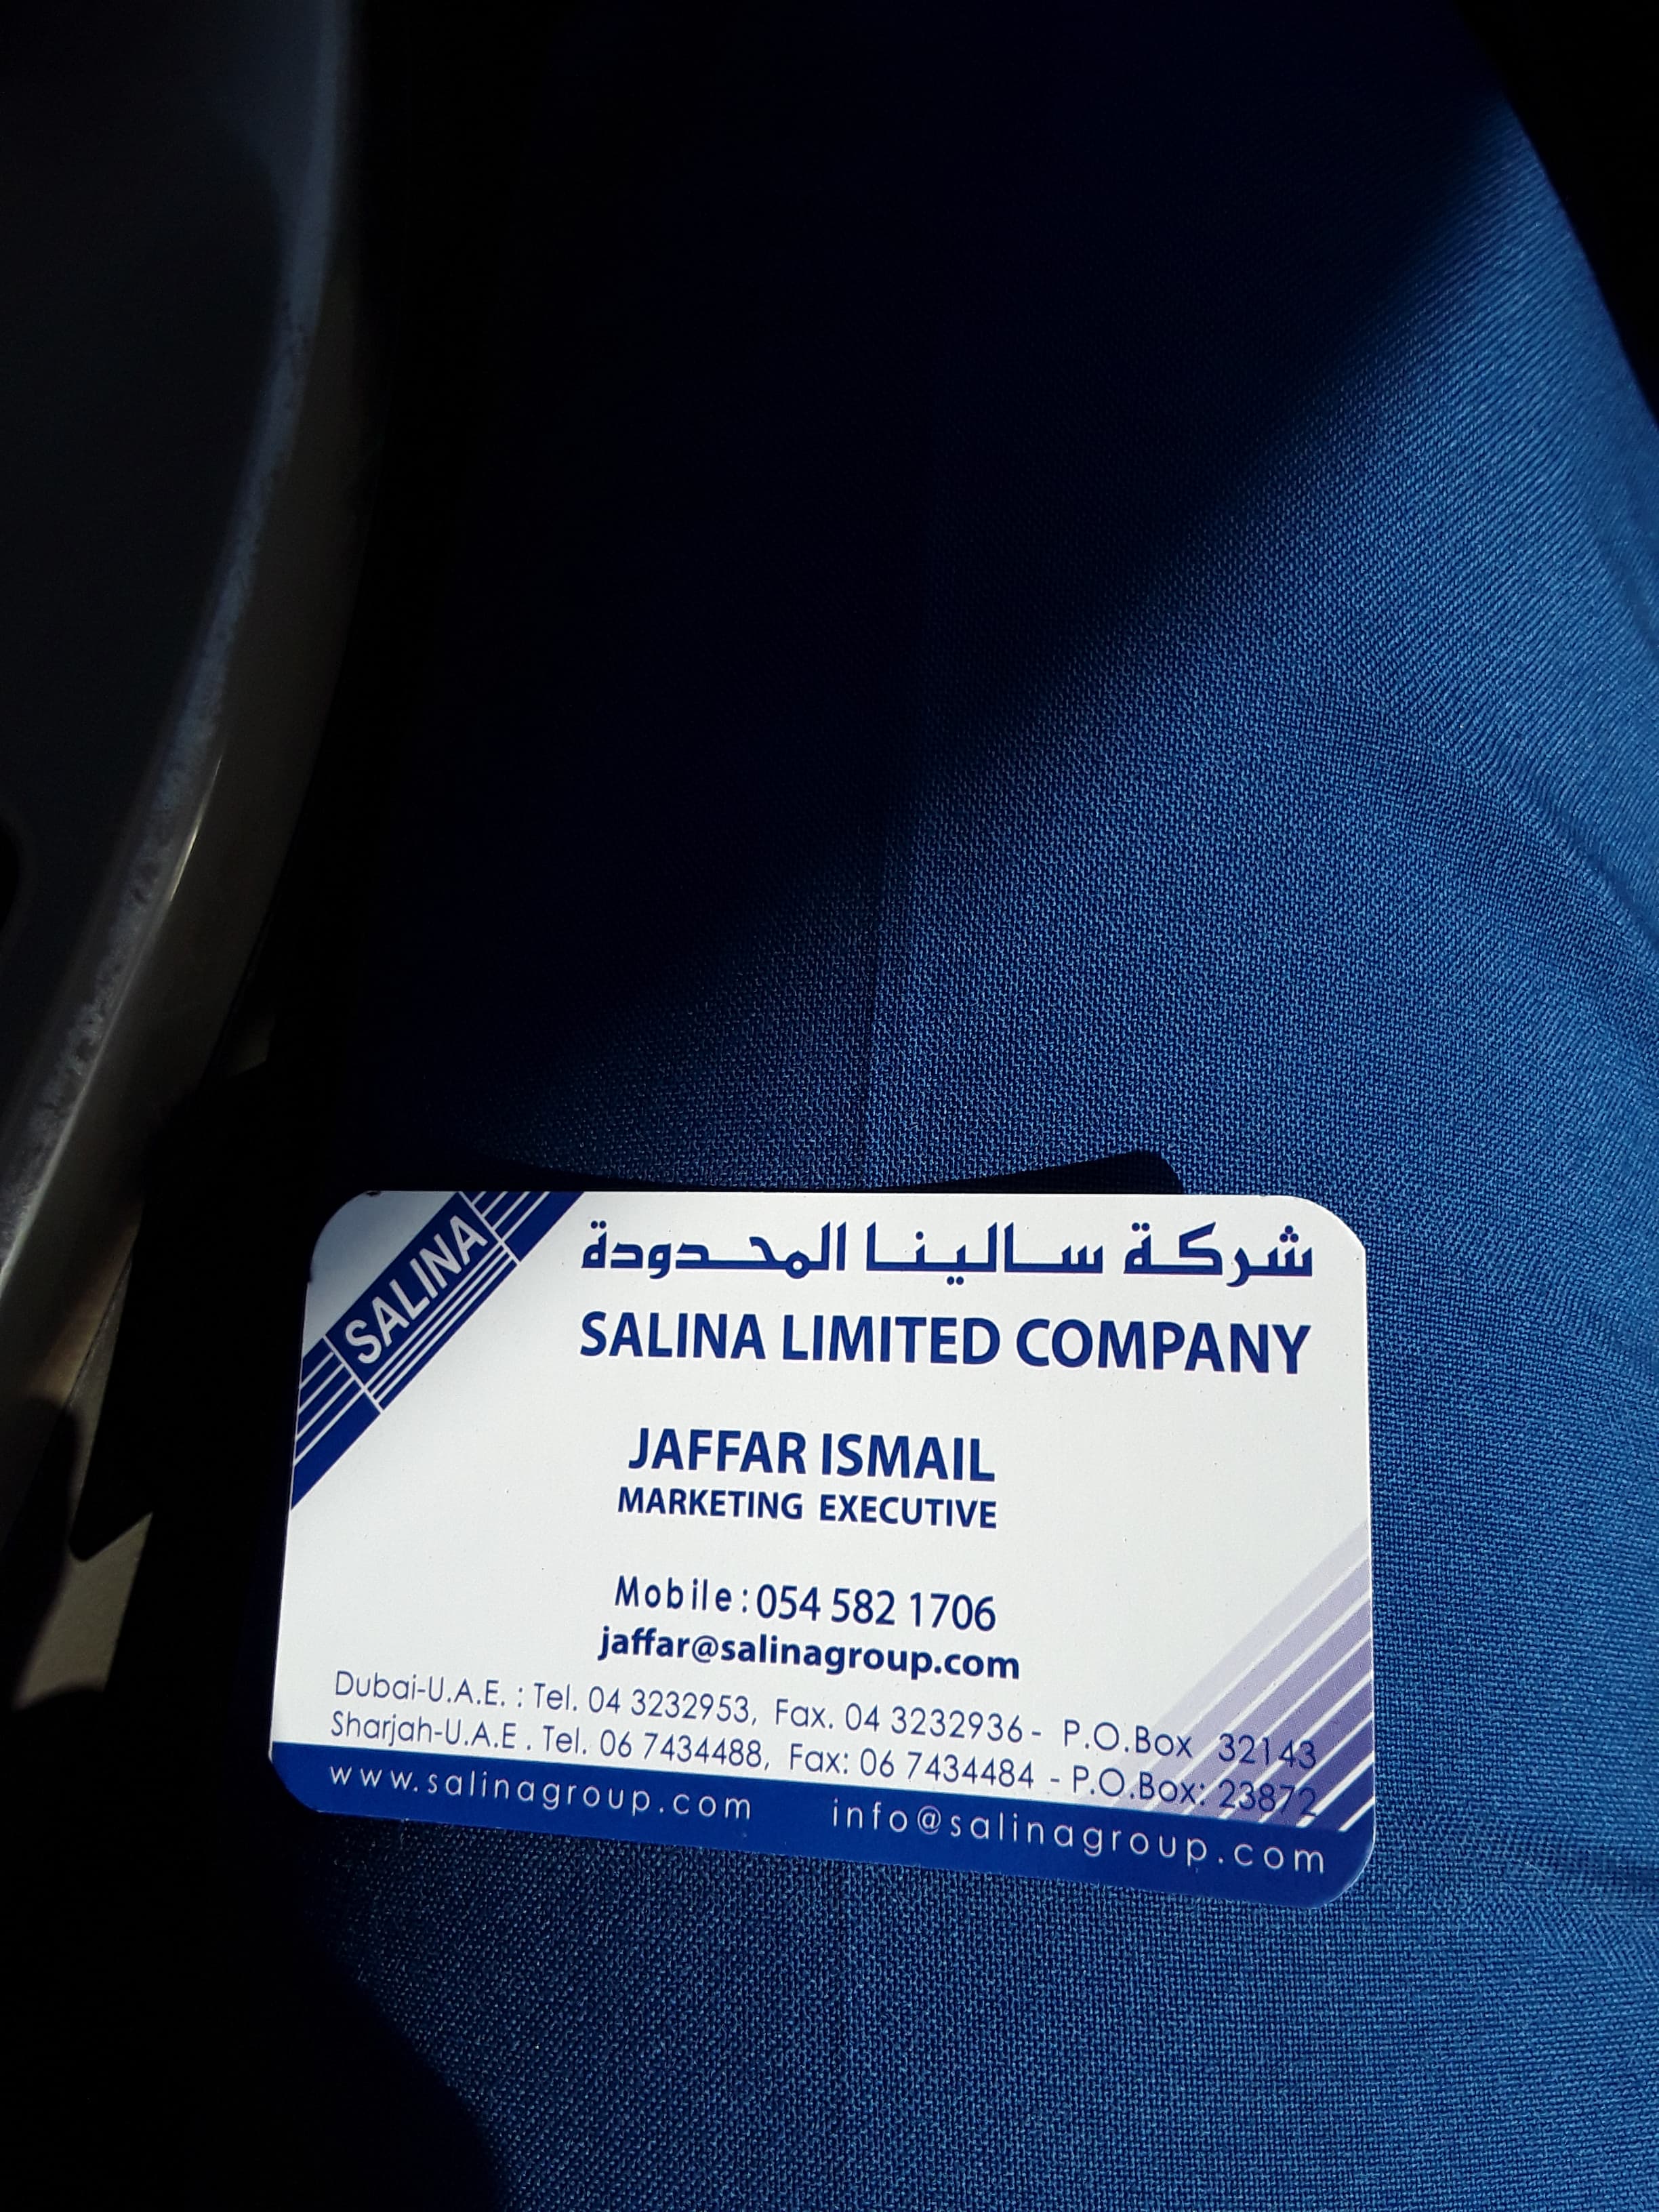 SALINA
شركة سالينا المحدودة
SALINA LIMITED COMPANY
JAFFAR ISMAIL
MARKETING EXECUTIVE
Mobile : 054 582 1706
jaffar@salinagroup.com
Dubai-U.A.E. : Tel. 04 3232953, Fax. 04 3232936 - P.O.Box 32143
Sharjah-U.A.E . Tel. 06 7434488, Fax: 06 7434484 - P.O.Box: 23872
www.salinagroup.com info@salinagroup.com